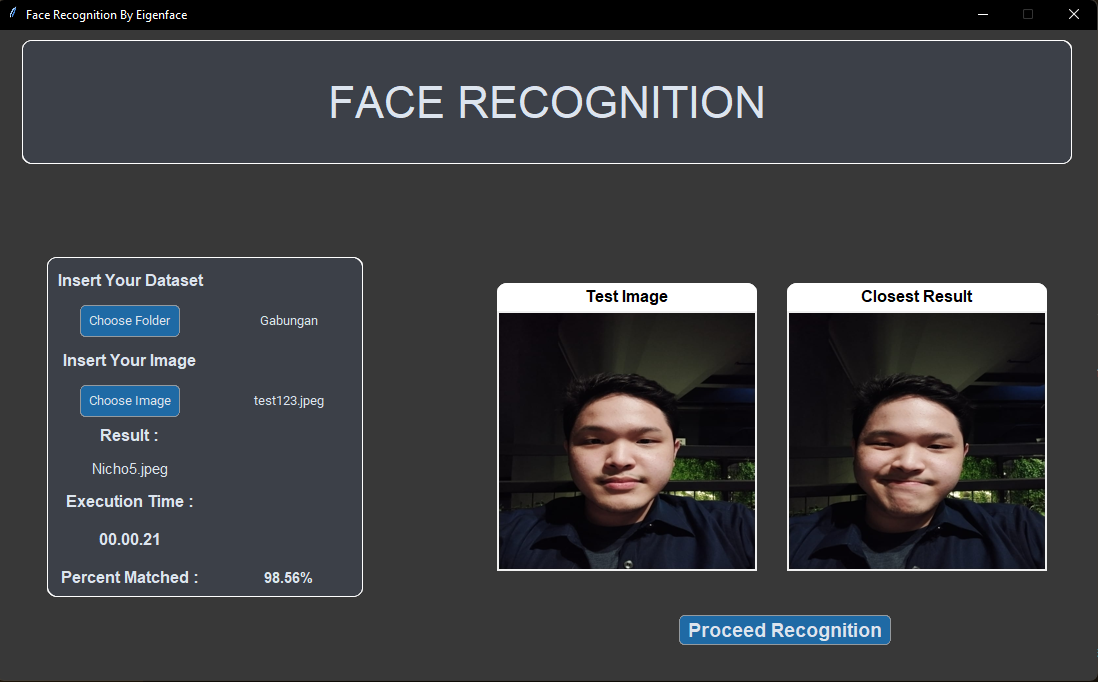 Face Recognition By Eigenface
FACE RECOGNITION
Insert Your Dataset
Choose Folder
Gabungan
Insert Your Image
Choose Image
test123.jpeg
Result :
Nicho5.jpeg
Execution Time :
00.00.21
Percent Matched :
98.56%
Test Image
Closest Result
Proceed Recognition